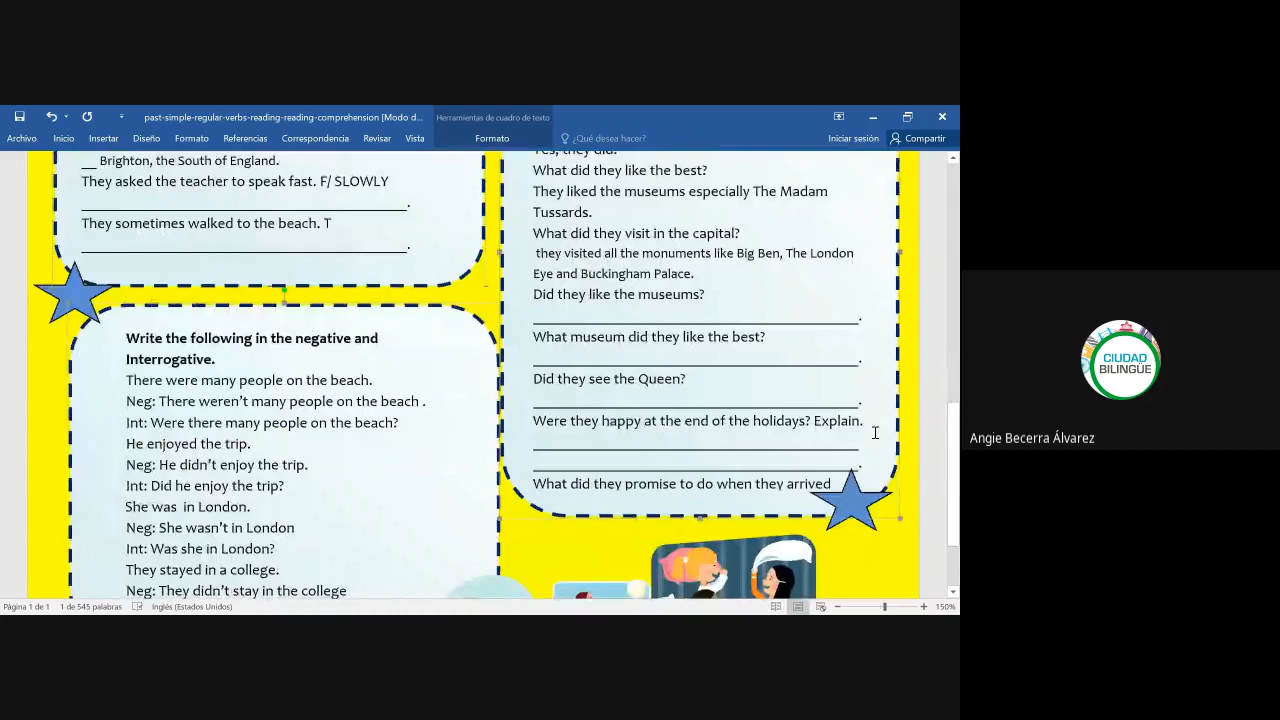 past-simple-regular-verbs-reading-reading-comprehension [Modo d...
Herramientas de cuadro de texto
Archivo Inicio Insertar Diseño Formato Referencias Correspondencia Revisar Vista Formato ¿Qué desea hacer? Iniciar sesión Compartir
__ Brighton, the South of England.
They asked the teacher to speak fast. F/ SLOWLY
.
They sometimes walked to the beach. T
.
Write the following in the negative and
Interrogative.
There were many people on the beach.
Neg: There weren't many people on the beach .
Int: Were there many people on the beach?
He enjoyed the trip.
Neg: He didn't enjoy the trip.
Int: Did he enjoy the trip?
She was  in London.
Neg: She wasn't in London
Int: Was she in London?
They stayed in a college.
Neg: They didn't stay in the college
Yes, they did.
What did they like the best?
They liked the museums especially The Madam
Tussards.
What did they visit in the capital?
they visited all the monuments like Big Ben, The London
Eye and Buckingham Palace.
Did they like the museums?
.
What museum did they like the best?
.
Did they see the Queen?
.
Were they happy at the end of the holidays? Explain.
.
What did they promise to do when they arrived
Página 1 de 1 1 de 545 palabras Inglés (Estados Unidos) 150%
CIUDAD
BILINGÜE
Angie Becerra Álvarez